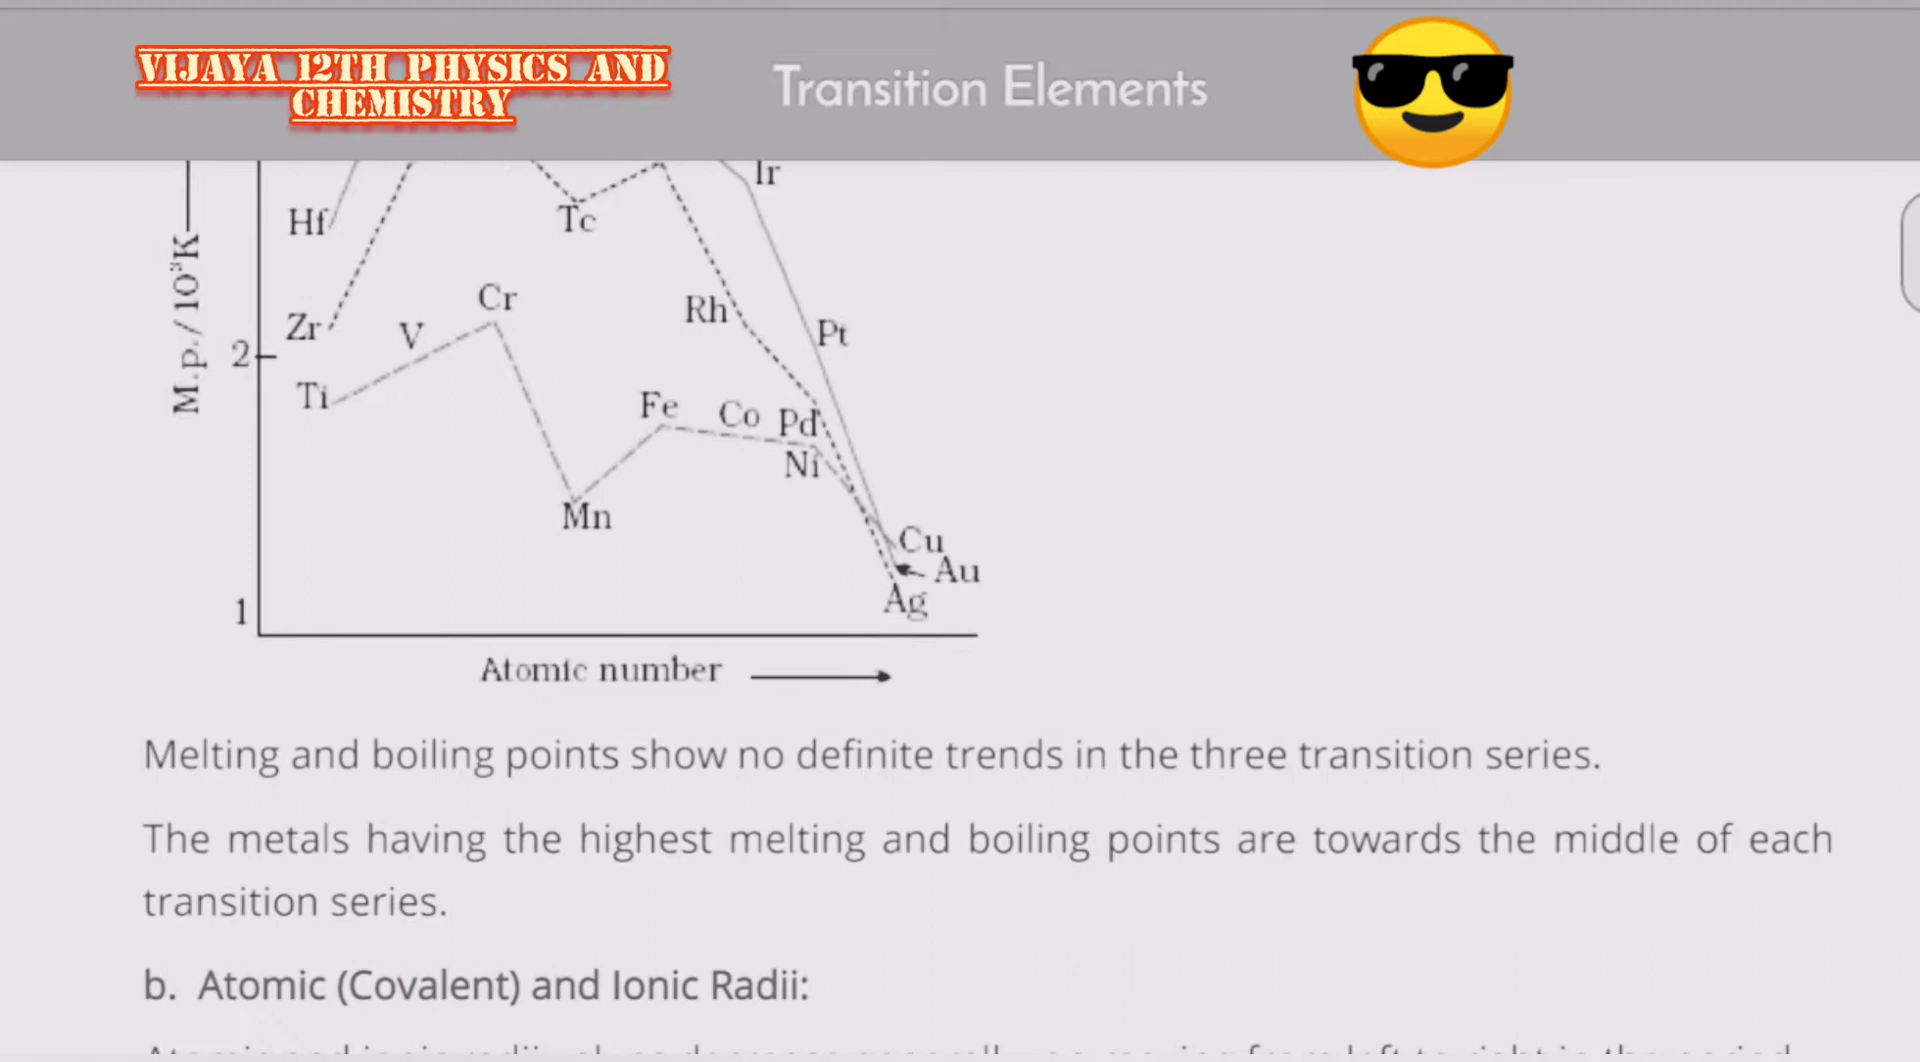 VIJAYA 12TH PHYSICS AND
CHEMISTRY
Transition Elements
Ir
Hf
Tc
M.p./10³K
Cr
Rh
Zr
V
Pt
2
Ti
Fe
Co
Pd
Ni
Mn
Cu
Au
Ag
1
Atomic number
Melting and boiling points show no definite trends in the three transition series.
The metals having the highest melting and boiling points are towards the middle of each
transition series.
b. Atomic (Covalent) and Ionic Radii: